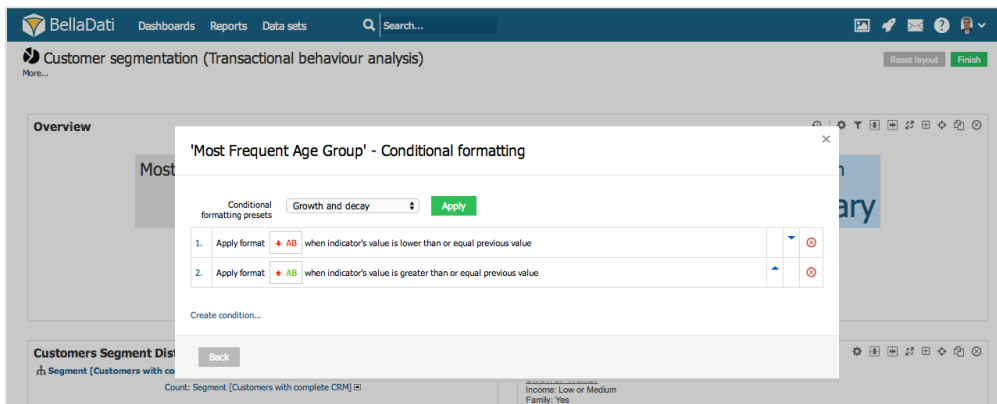 BellaDati Dashboards Reports Data sets Search...
Customer segmentation (Transactional behaviour analysis)
More...
Reset layout Finish
Overview
'Most Frequent Age Group' - Conditional formatting
Most
ary
Conditional
formatting presets
Growth and decay
Apply
1. Apply format AB when indicator's value is lower than or equal previous value
2. Apply format AB when indicator's value is greater than or equal previous value
Create condition...
Back
Customers Segment Dist
Segment [Customers with co
Count: Segment [Customers with complete CRM]
Income: Low or Medium
Family: Yes